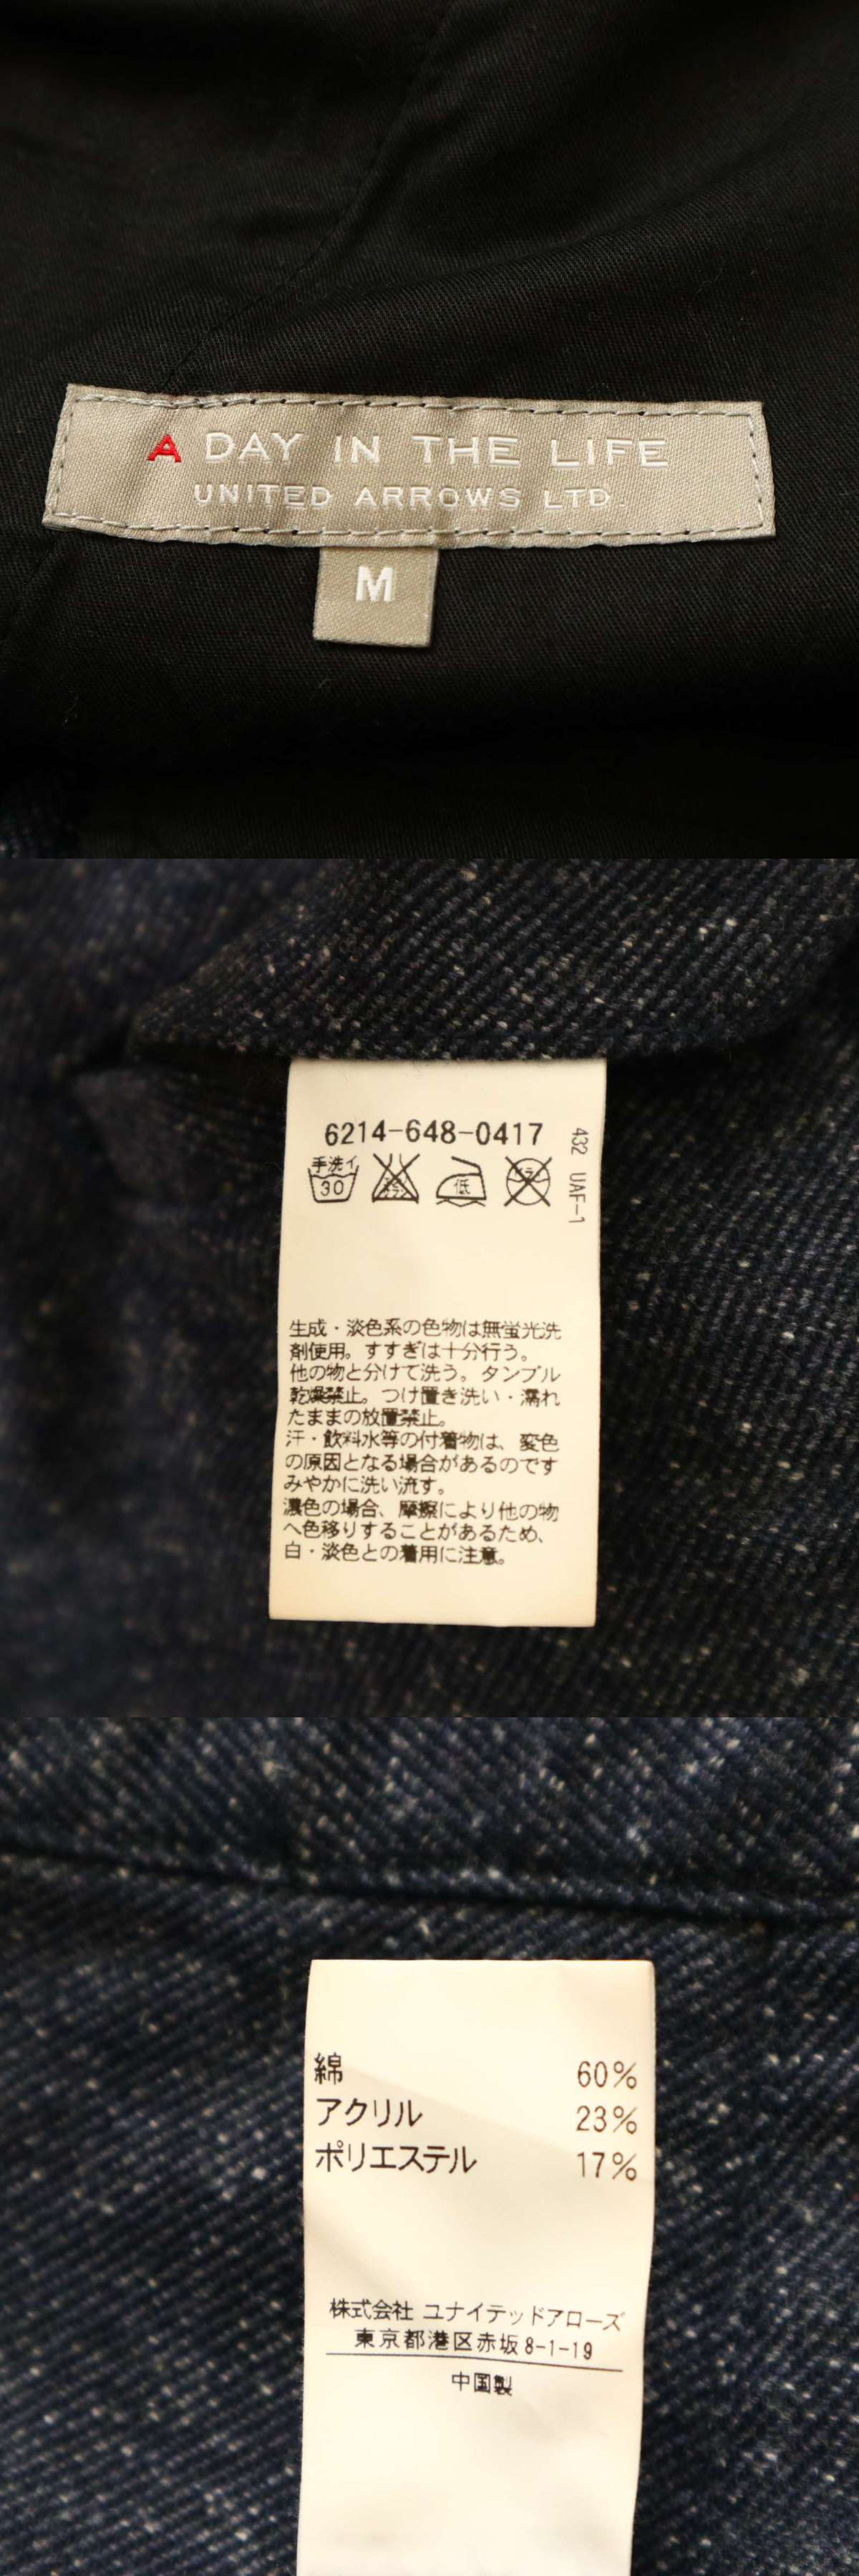 A DAY IN THE LIFE
UNITED ARROWS LTD.
M
6214-648-0417
432 UAF-1
手洗イ
30
低
生成・淡色系の色物は無蛍光洗
剤使用。すすぎは十分行う。
他の物と分けて洗う。タンブル
乾燥禁止。つけ置き洗い・濡れ
たままの放置禁止。
汗・飲料水等の付着物は、変色
の原因となる場合があるのです
みやかに洗い流す。
濃色の場合、摩擦により他の物
へ色移りすることがあるため、
白・淡色との着用に注意。
綿 60%
アクリル 23%
ポリエステル 17%
株式会社 ユナイテッドアローズ
東京都港区赤坂8-1-19
中国製